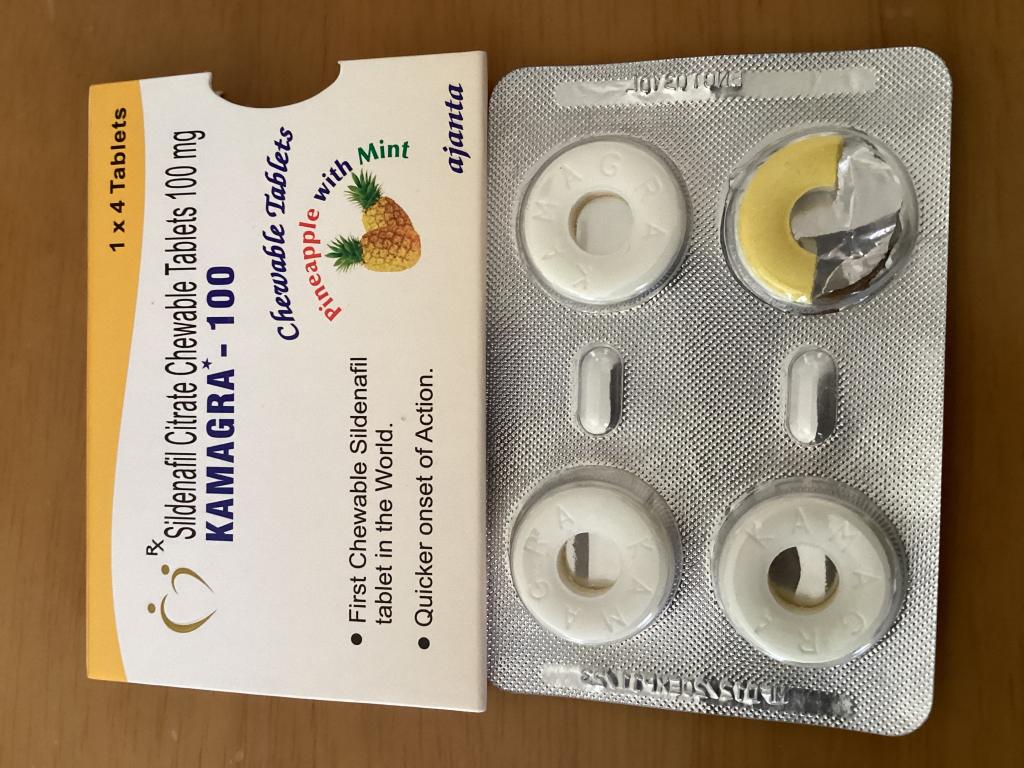 1 x 4 Tablets
Rx
Sildenafil Citrate Chewable Tablets 100 mg
KAMAGRA* - 100
Chewable Tablets
Pineapple with Mint
• First Chewable Sildenafil
tablet in the World.
• Quicker onset of Action.
ajanta
KAMAGRA
KAMAGRA
KAMAGRA